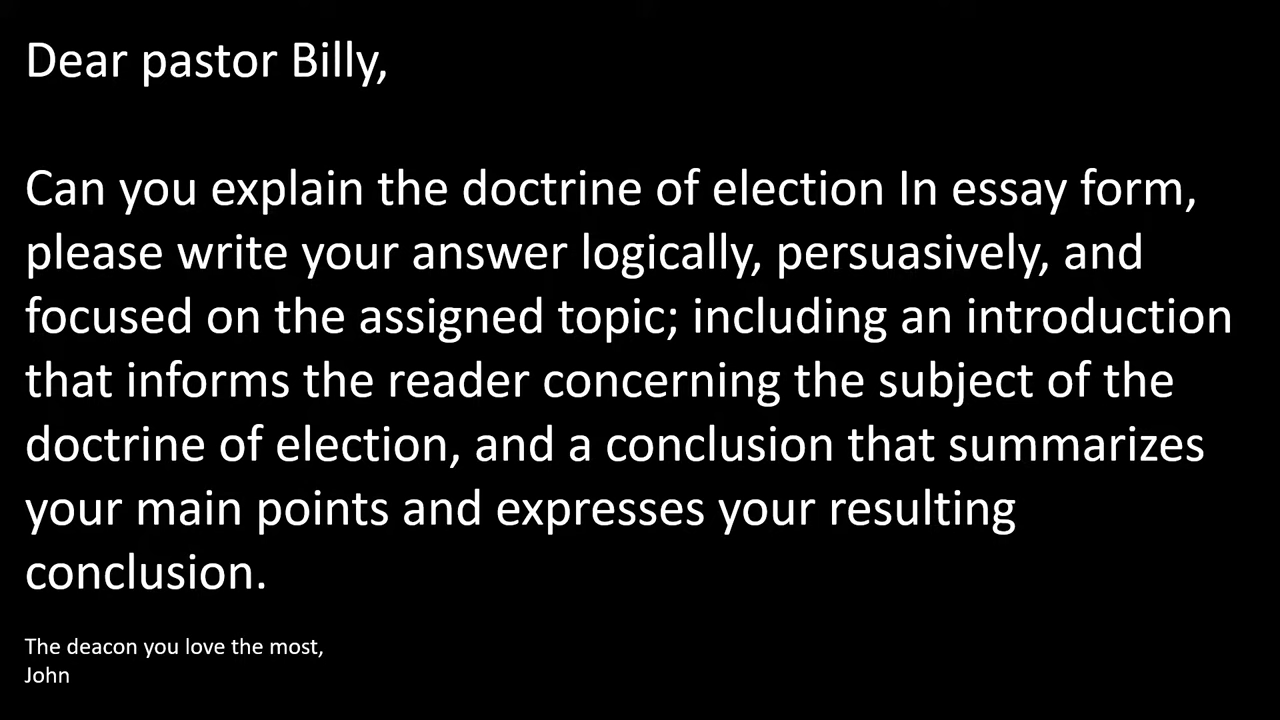 Dear pastor Billy,
Can you explain the doctrine of election In essay form,
please write your answer logically, persuasively, and
focused on the assigned topic; including an introduction
that informs the reader concerning the subject of the
doctrine of election, and a conclusion that summarizes
your main points and expresses your resulting
conclusion.
The deacon you love the most,
John